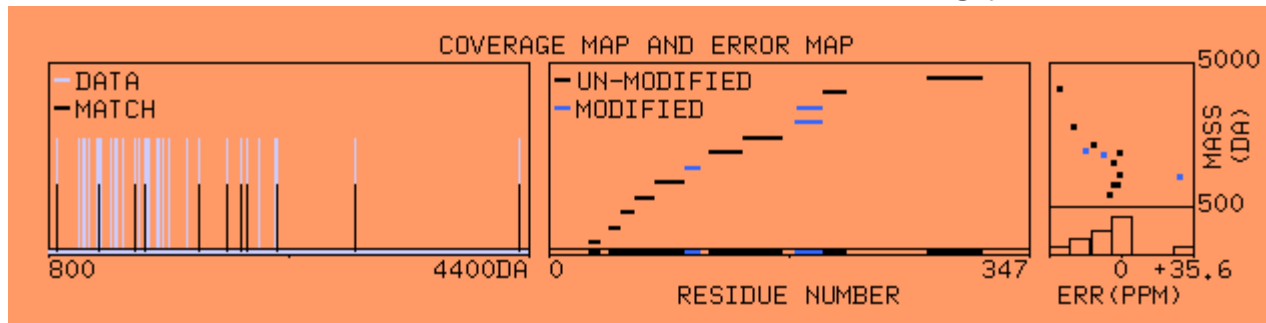 COVERAGE MAP AND ERROR MAP
DATA
MATCH
800
4400DA
UN-MODIFIED
MODIFIED
0
347
RESIDUE NUMBER
5000
MASS
(DA)
500
0
+35.6
ERR(PPM)